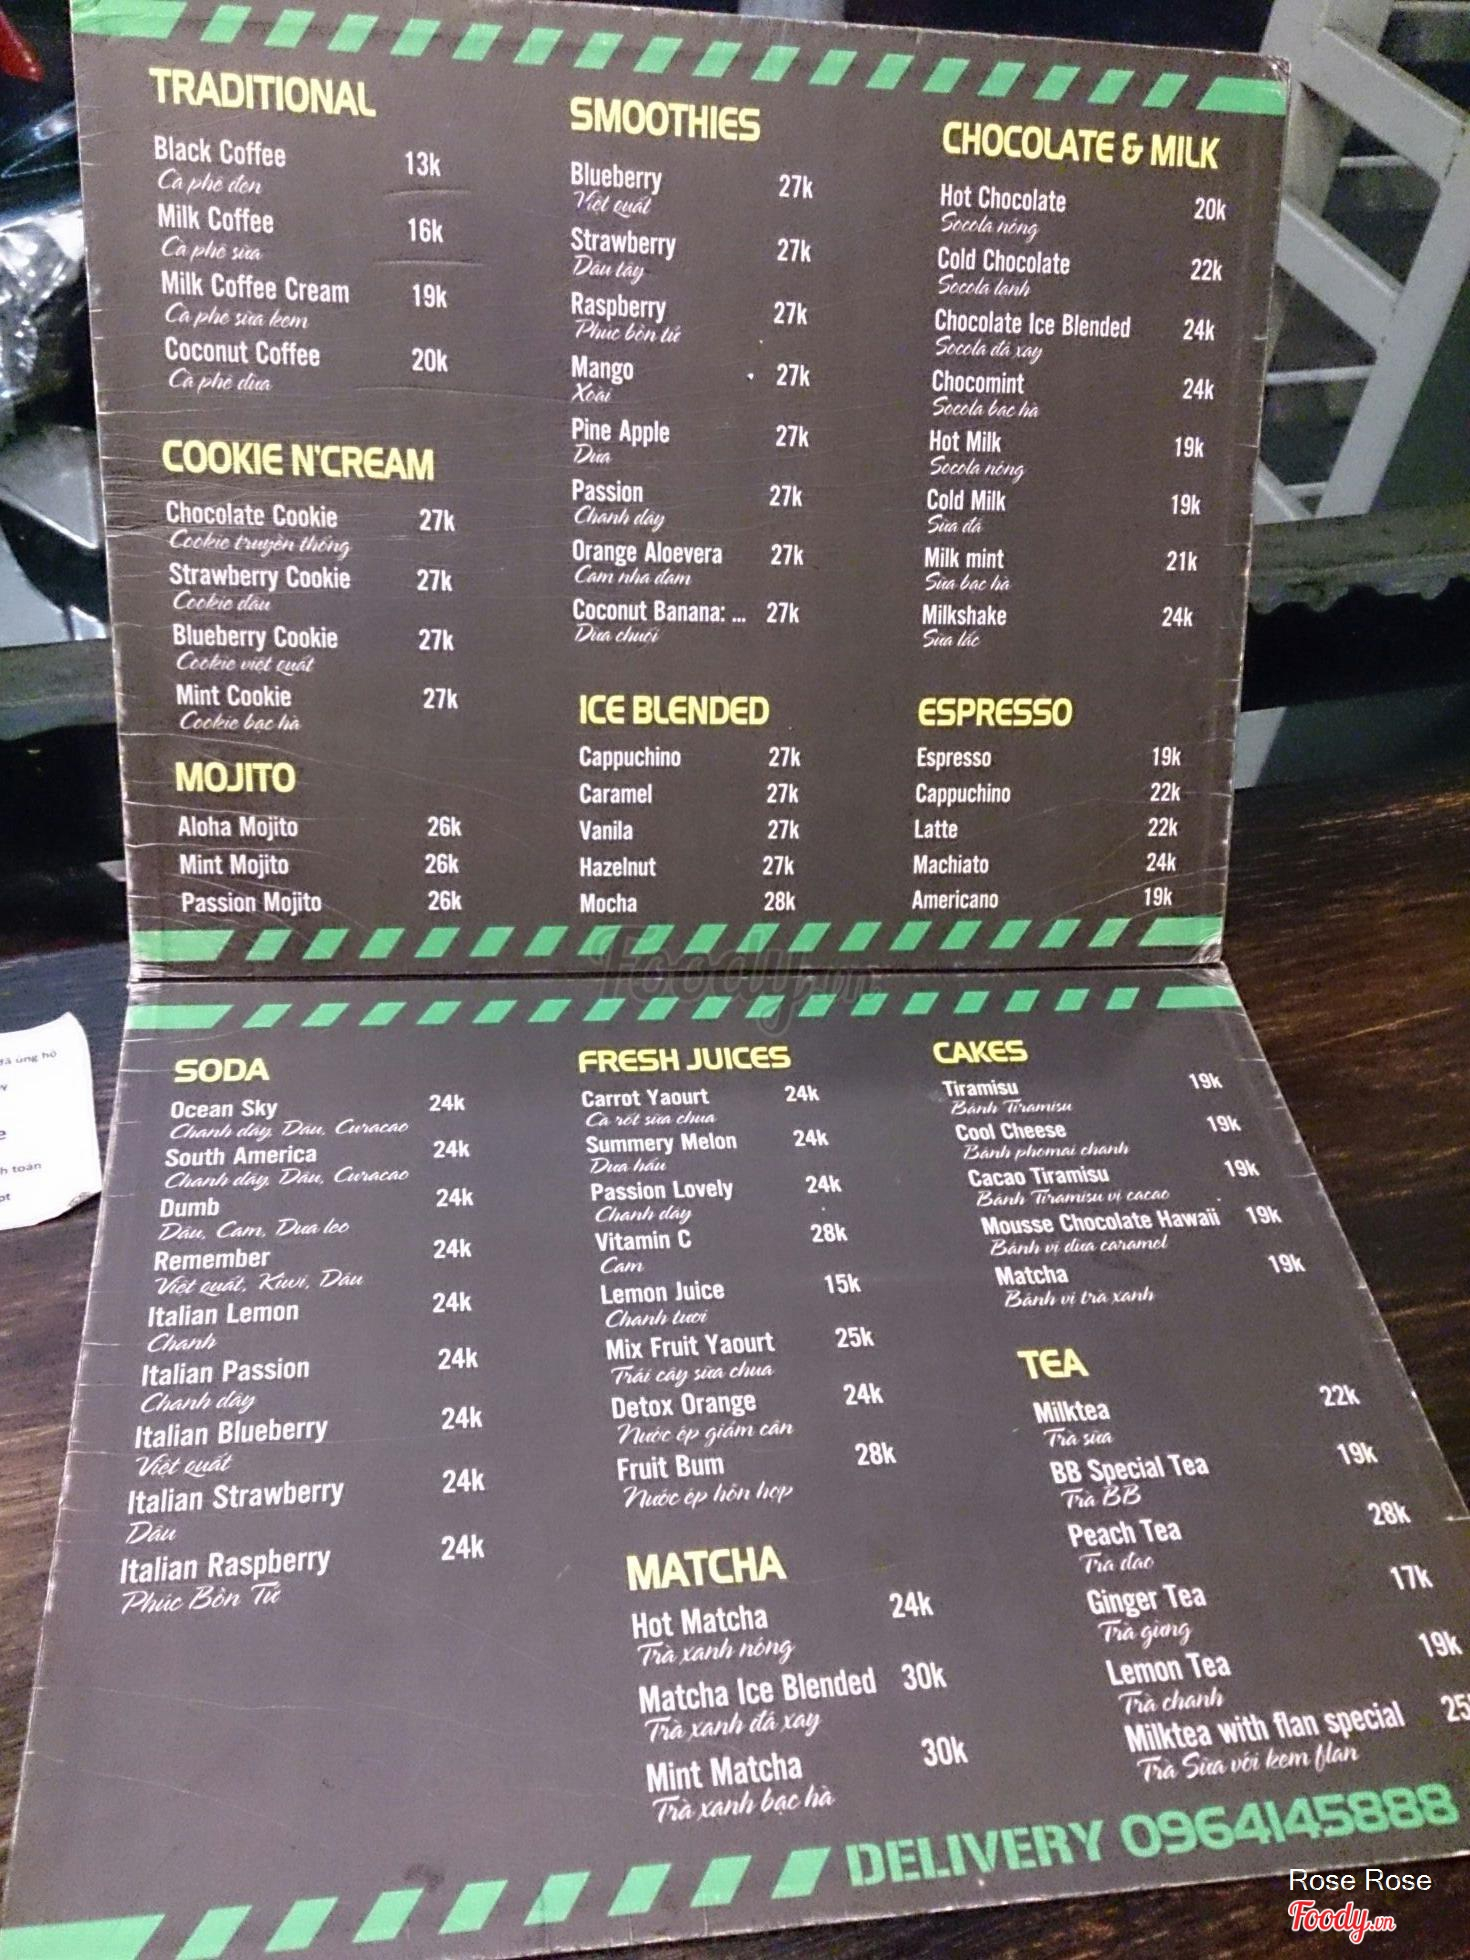 TRADITIONAL
Black Coffee 13k
Cà phê đen
Milk Coffee 16k
Cà phê sữa
Milk Coffee Cream 19k
Cà phê sữa kem
Coconut Coffee 20k
Cà phê dừa
COOKIE N'CREAM
Chocolate Cookie 27k
Cookie truyền thống
Strawberry Cookie 27k
Cookie dâu
Blueberry Cookie 27k
Cookie việt quất
Mint Cookie 27k
Cookie bạc hà
MOJITO
Aloha Mojito 26k
Mint Mojito 26k
Passion Mojito 26k
SMOOTHIES
Blueberry 27k
Việt quất
Strawberry 27k
Dâu tây
Raspberry 27k
Phúc bồn tử
Mango 27k
Xoài
Pine Apple 27k
Dứa
Passion 27k
Chanh dây
Orange Aloevera 27k
Cam nha đam
Coconut Banana: ... 27k
Dừa chuối
ICE BLENDED
Cappuchino 27k
Caramel 27k
Vanila 27k
Hazelnut 27k
Mocha 28k
CHOCOLATE & MILK
Hot Chocolate 20k
Socola nóng
Cold Chocolate 22k
Socola lạnh
Chocolate Ice Blended 24k
Socola đá xay
Chocomint 24k
Socola bạc hà
Hot Milk 19k
Socola nóng
Cold Milk 19k
Sữa đá
Milk mint 21k
Sữa bạc hà
Milkshake 24k
Sữa lắc
ESPRESSO
Espresso 19k
Cappuchino 22k
Latte 22k
Machiato 24k
Americano 19k
SODA
Ocean Sky 24k
Chanh dây, Dâu, Curacao
South America 24k
Chanh dây, Dâu, Curacao
Dumb 24k
Dâu, Cam, Dưa leo
Remember 24k
Việt quất, Kiwi, Dâu
Italian Lemon 24k
Chanh
Italian Passion 24k
Chanh dây
Italian Blueberry 24k
Việt quất
Italian Strawberry 24k
Dâu
Italian Raspberry 24k
Phúc Bồn Tử
FRESH JUICES
Carrot Yaourt 24k
Cà rốt sữa chua
Summery Melon 24k
Dưa hấu
Passion Lovely 24k
Chanh dây
Vitamin C 28k
Cam
Lemon Juice 15k
Chanh tươi
Mix Fruit Yaourt 25k
Trái cây sữa chua
Detox Orange 24k
Nước ép giảm cân
Fruit Bum 28k
Nước ép hỗn hợp
MATCHA
Hot Matcha 24k
Trà xanh nóng
Matcha Ice Blended 30k
Trà xanh đá xay
Mint Matcha 30k
Trà xanh bạc hà
CAKES
Tiramisu 19k
Bánh Tiramisu
Cool Cheese 19k
Bánh phomai chanh
Cacao Tiramisu 19k
Bánh Tiramisu vị cacao
Mousse Chocolate Hawaii 19k
Bánh vị dừa caramel
Matcha 19k
Bánh vị trà xanh
TEA
Milktea 22k
Trà sữa
BB Special Tea 19k
Trà BB
Peach Tea 28k
Trà đào
Ginger Tea 17k
Trà gừng
Lemon Tea 19k
Trà chanh
Milktea with flan special 25
Trà Sữa với kem flan
DELIVERY 0964145888
đã ủng hộ
toán
Foody.vn
Rose Rose
Foody.vn